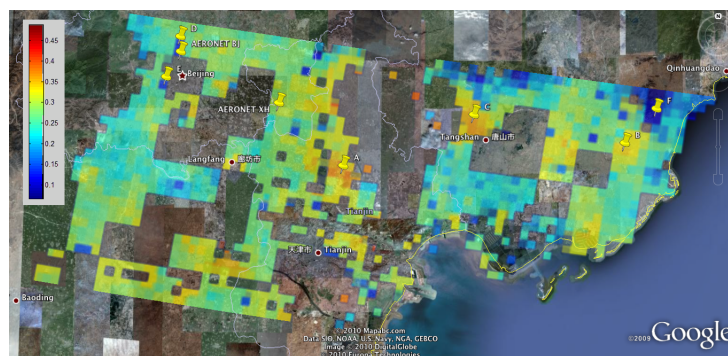 D
AERONET BJ
E
Beijing
AERONET-XH
Langfang 廊坊市
A
Tianjin
天津市 Tianjin
Baoding
C
Tangshan 唐山市
B
F
Qinhuangdao
0.45
0.4
0.35
0.3
0.25
0.2
0.15
0.1
© 2010 Mapabc.com
Data SIO, NOAA, U.S. Navy, NGA, GEBCO
Image © 2010 DigitalGlobe
© 2010 Europa Technologies
©2009 Google